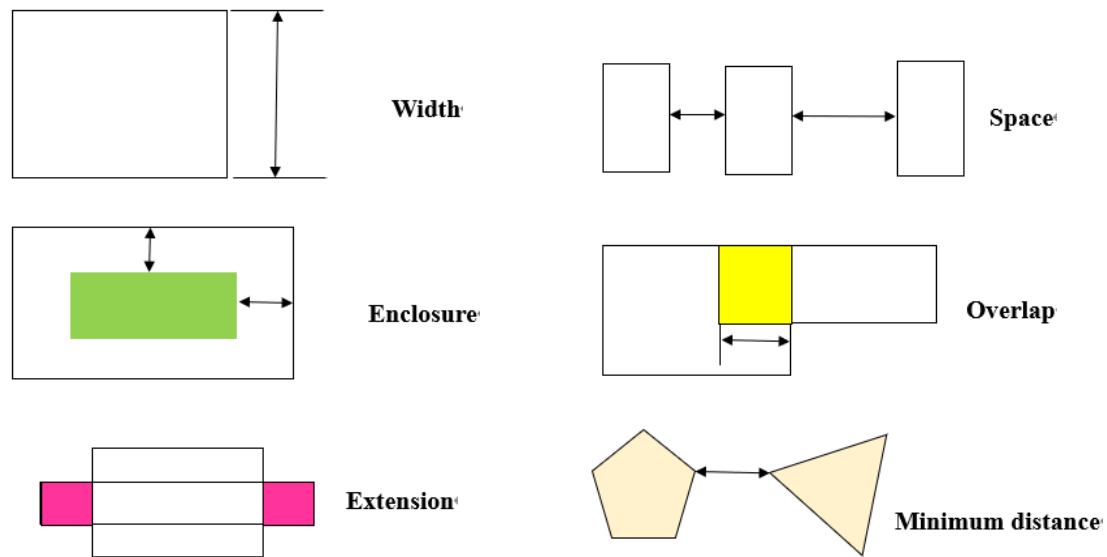 Width
Space
Enclosure
Overlap
Extension
Minimum distance